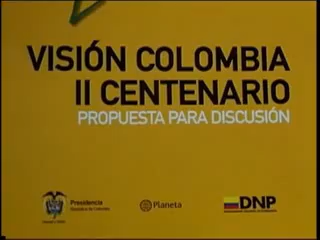 VISIÓN COLOMBIA
II CENTENARIO
PROPUESTA PARA DISCUSIÓN
Presidencia
Planeta
DNP